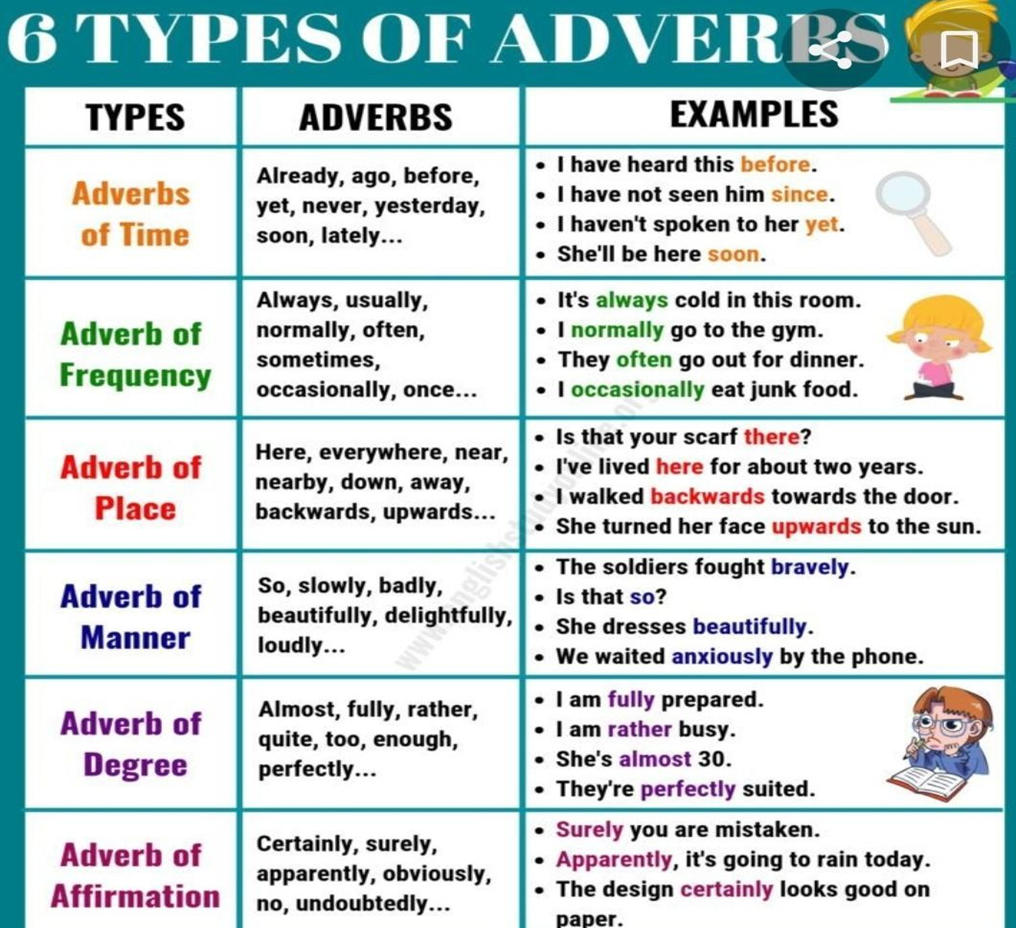 6 TYPES OF ADVERBS
TYPES
ADVERBS
EXAMPLES
Adverbs
of Time
Already, ago, before,
yet, never, yesterday,
soon, lately...
• I have heard this before.
• I have not seen him since.
• I haven't spoken to her yet.
• She'll be here soon.
Adverb of
Frequency
Always, usually,
normally, often,
sometimes,
occasionally, once...
• It's always cold in this room.
• I normally go to the gym.
• They often go out for dinner.
• I occasionally eat junk food.
Adverb of
Place
Here, everywhere, near,
nearby, down, away,
backwards, upwards...
• Is that your scarf there?
• I've lived here for about two years.
• I walked backwards towards the door.
• She turned her face upwards to the sun.
Adverb of
Manner
So, slowly, badly,
beautifully, delightfully,
loudly...
• The soldiers fought bravely.
• Is that so?
• She dresses beautifully.
• We waited anxiously by the phone.
Adverb of
Degree
Almost, fully, rather,
quite, too, enough,
perfectly...
• I am fully prepared.
• I am rather busy.
• She's almost 30.
• They're perfectly suited.
Adverb of
Affirmation
Certainly, surely,
apparently, obviously,
no, undoubtedly...
• Surely you are mistaken.
• Apparently, it's going to rain today.
• The design certainly looks good on
paper.